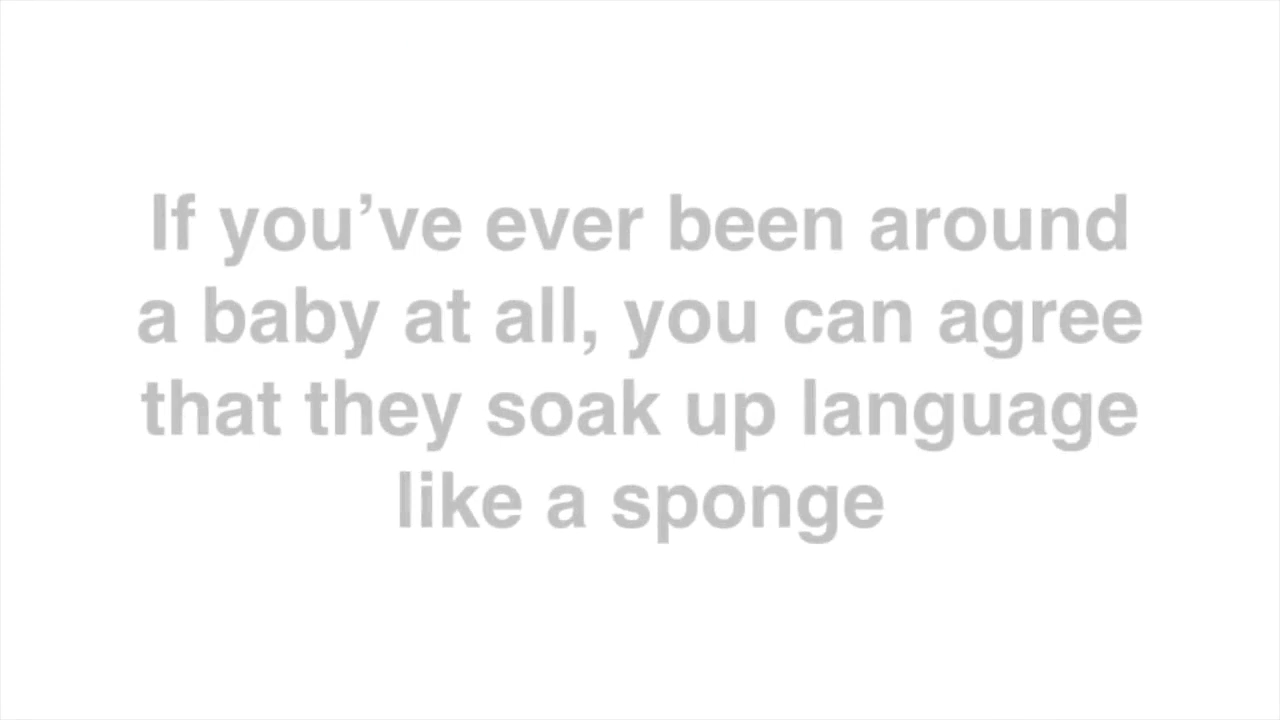 If you’ve ever been around
a baby at all, you can agree
that they soak up language
like a sponge